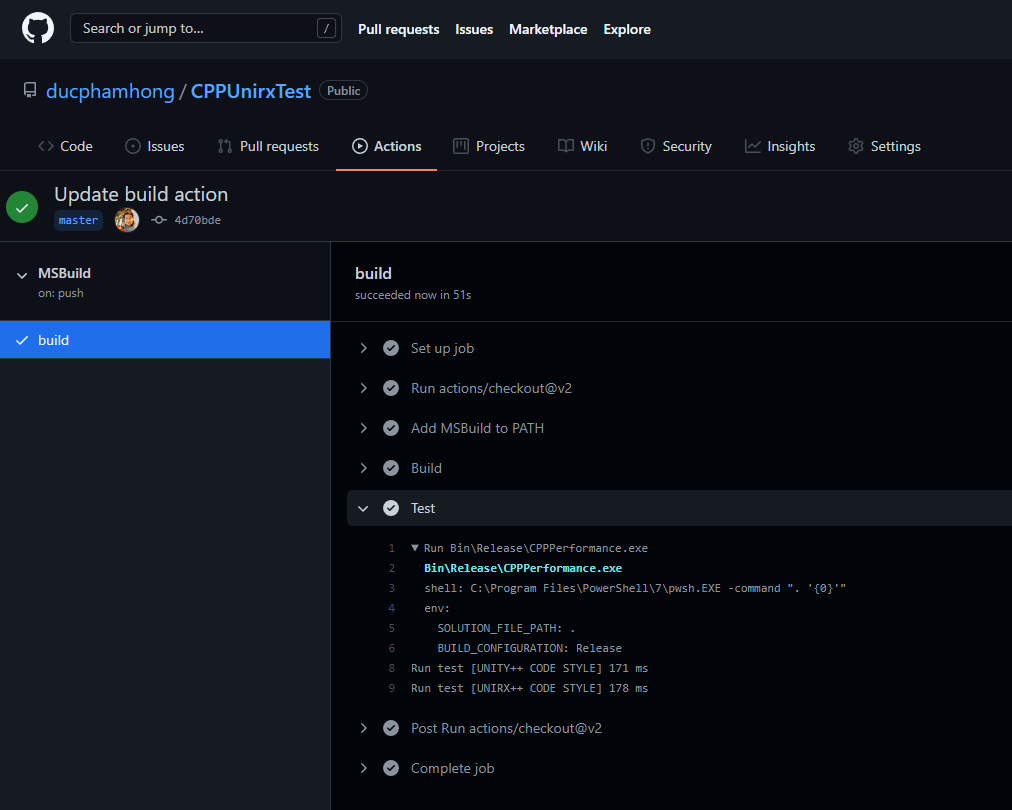 Search or jump to... / Pull requests Issues Marketplace Explore
ducphamhong / CPPUnirxTest Public
Code Issues Pull requests Actions Projects Wiki Security Insights Settings
Update build action
master 4d70bde
MSBuild
on: push
build
build
succeeded now in 51s
Set up job
Run actions/checkout@v2
Add MSBuild to PATH
Build
Test
1 Run Bin\Release\CPPPerformance.exe
2 Bin\Release\CPPPerformance.exe
3 shell: C:\Program Files\PowerShell\7\pwsh.EXE -command ". '{0}'"
4 env:
5 SOLUTION_FILE_PATH: .
6 BUILD_CONFIGURATION: Release
8 Run test [UNITY++ CODE STYLE] 171 ms
9 Run test [UNIRX++ CODE STYLE] 178 ms
Post Run actions/checkout@v2
Complete job